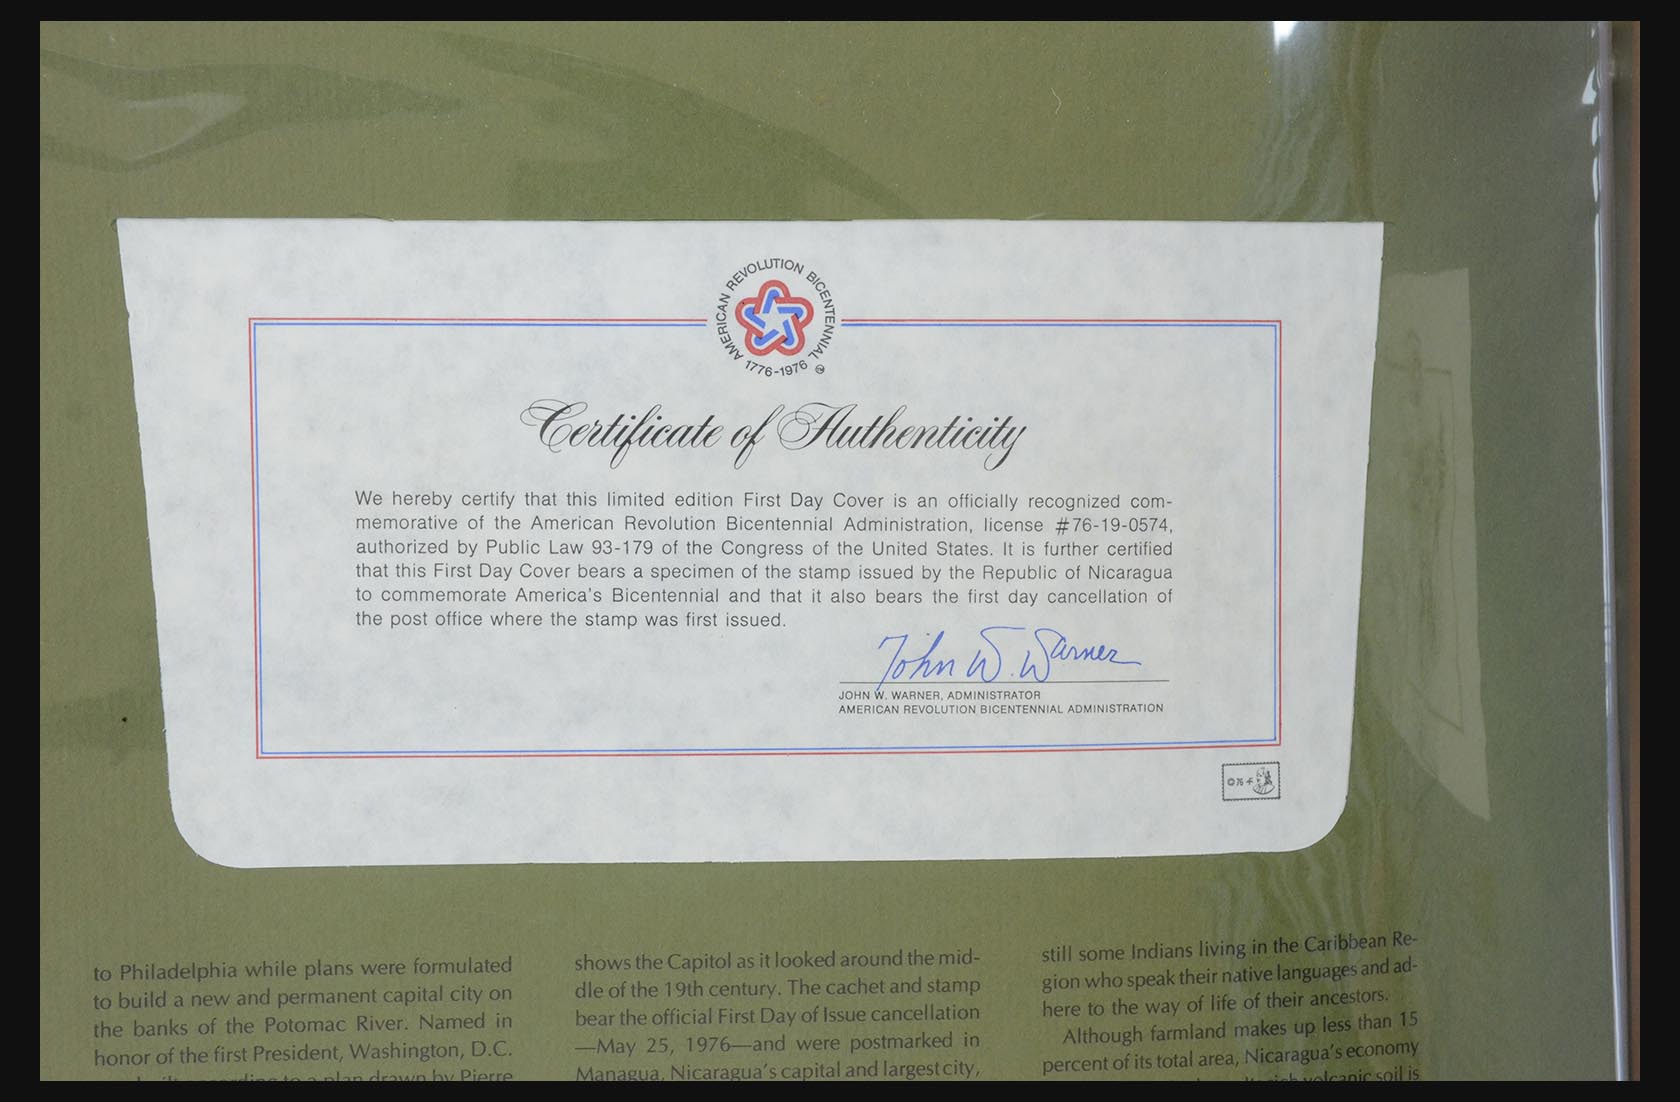 AMERICAN REVOLUTION BICENTENNIAL
1776-1976
Certificate of Authenticity
We hereby certify that this limited edition First Day Cover is an officially recognized com-
memorative of the American Revolution Bicentennial Administration, license #76-19-0574,
authorized by Public Law 93-179 of the Congress of the United States. It is further certified
that this First Day Cover bears a specimen of the stamp issued by the Republic of Nicaragua
to commemorate America's Bicentennial and that it also bears the first day cancellation of
the post office where the stamp was first issued.
John W. Warner
JOHN W. WARNER, ADMINISTRATOR
AMERICAN REVOLUTION BICENTENNIAL ADMINISTRATION
©76
to Philadelphia while plans were formulated
to build a new and permanent capital city on
the banks of the Potomac River. Named in
honor of the first President, Washington, D.C.
to a plan drawn by Pierre
shows the Capitol as it looked around the mid-
dle of the 19th century. The cachet and stamp
bear the official First Day of Issue cancellation
—May 25, 1976—and were postmarked in
Managua, Nicaragua's capital and largest city,
still some Indians living in the Caribbean Re-
gion who speak their native languages and ad-
here to the way of life of their ancestors.
Although farmland makes up less than 15
percent of its total area, Nicaragua's economy
volcanic soil is